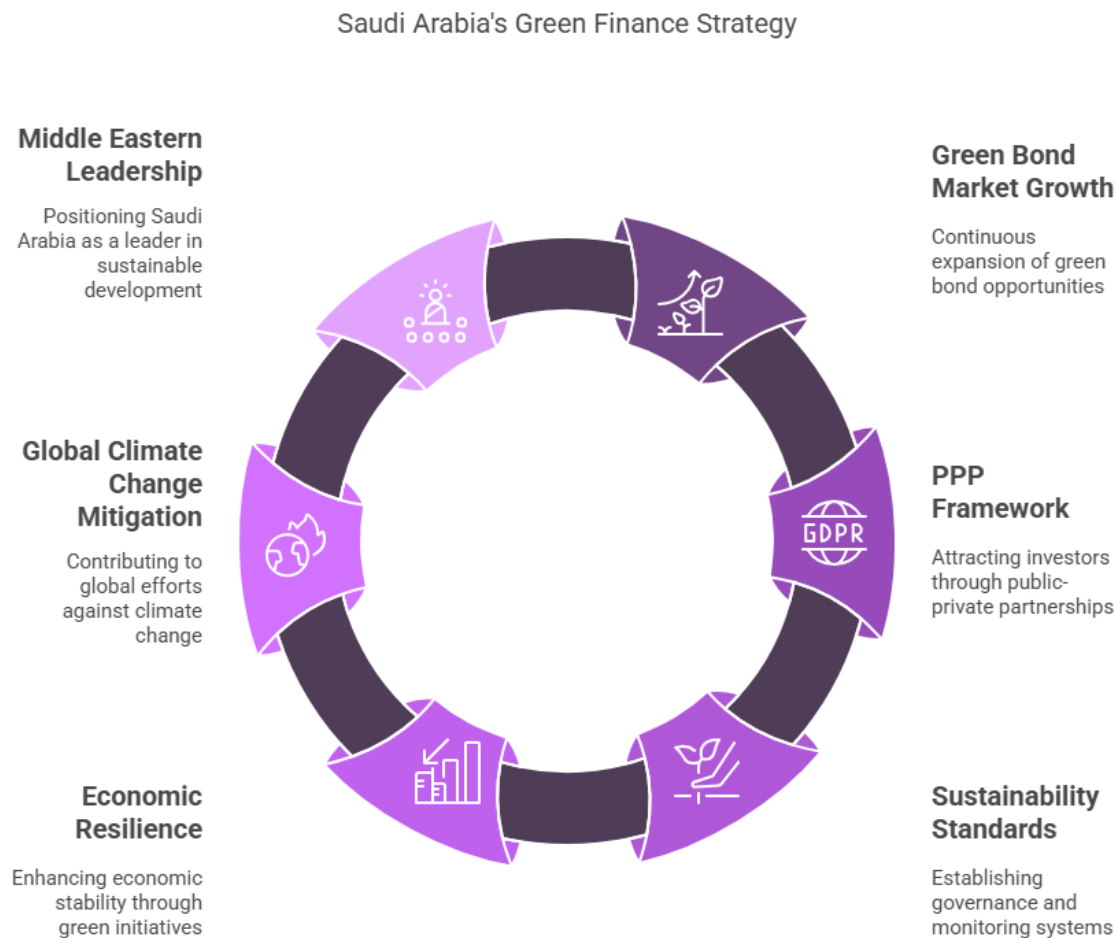 Saudi Arabia's Green Finance Strategy
Middle Eastern
Leadership
Positioning Saudi
Arabia as a leader in
sustainable
development
Green Bond
Market Growth
Continuous
expansion of green
bond opportunities
Global Climate
Change
Mitigation
Contributing to
global efforts
against climate
change
PPP
Framework
Attracting investors
through public-
private partnerships
GDPR
Economic
Resilience
Enhancing economic
stability through
green initiatives
Sustainability
Standards
Establishing
governance and
monitoring systems